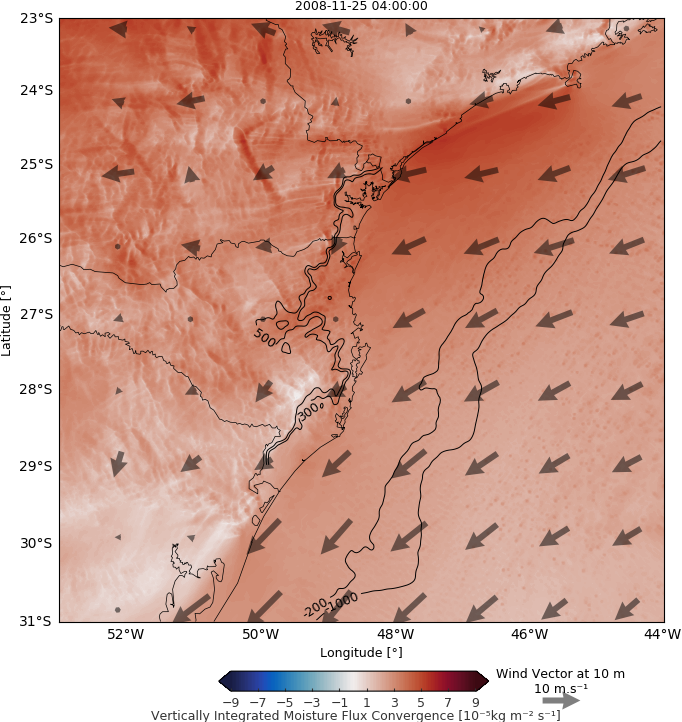 2008-11-25 04:00:00
23°S
24°S
25°S
26°S
27°S
28°S
29°S
30°S
31°S
Latitude [°]
500
300
-200
-1000
52°W 50°W 48°W 46°W 44°W
Longitude [°]
−9 −7 −5 −3 −1 1 3 5 7 9
Vertically Integrated Moisture Flux Convergence [10⁻⁵kg m⁻² s⁻¹]
Wind Vector at 10 m
10 m.s⁻¹